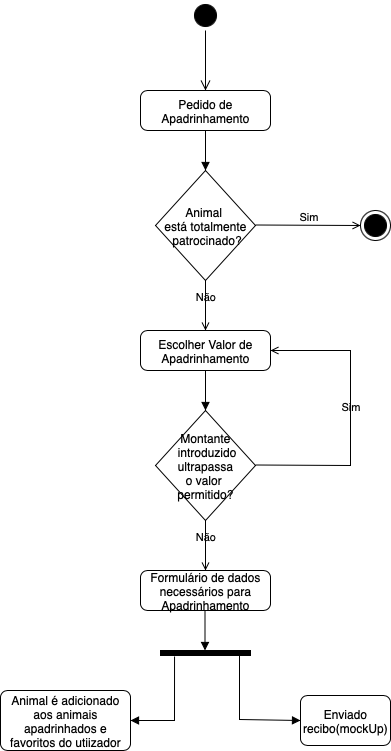 Pedido de
Apadrinhamento
Animal
está totalmente
patrocinado?
Sim
Não
Escolher Valor de
Apadrinhamento
Sim
Montante
introduzido
ultrapassa
o valor
permitido?
Não
Formulário de dados
necessários para
Apadrinhamento
Animal é adicionado
aos animais
apadrinhados e
favoritos do utiizador
Enviado
recibo(mockUp)